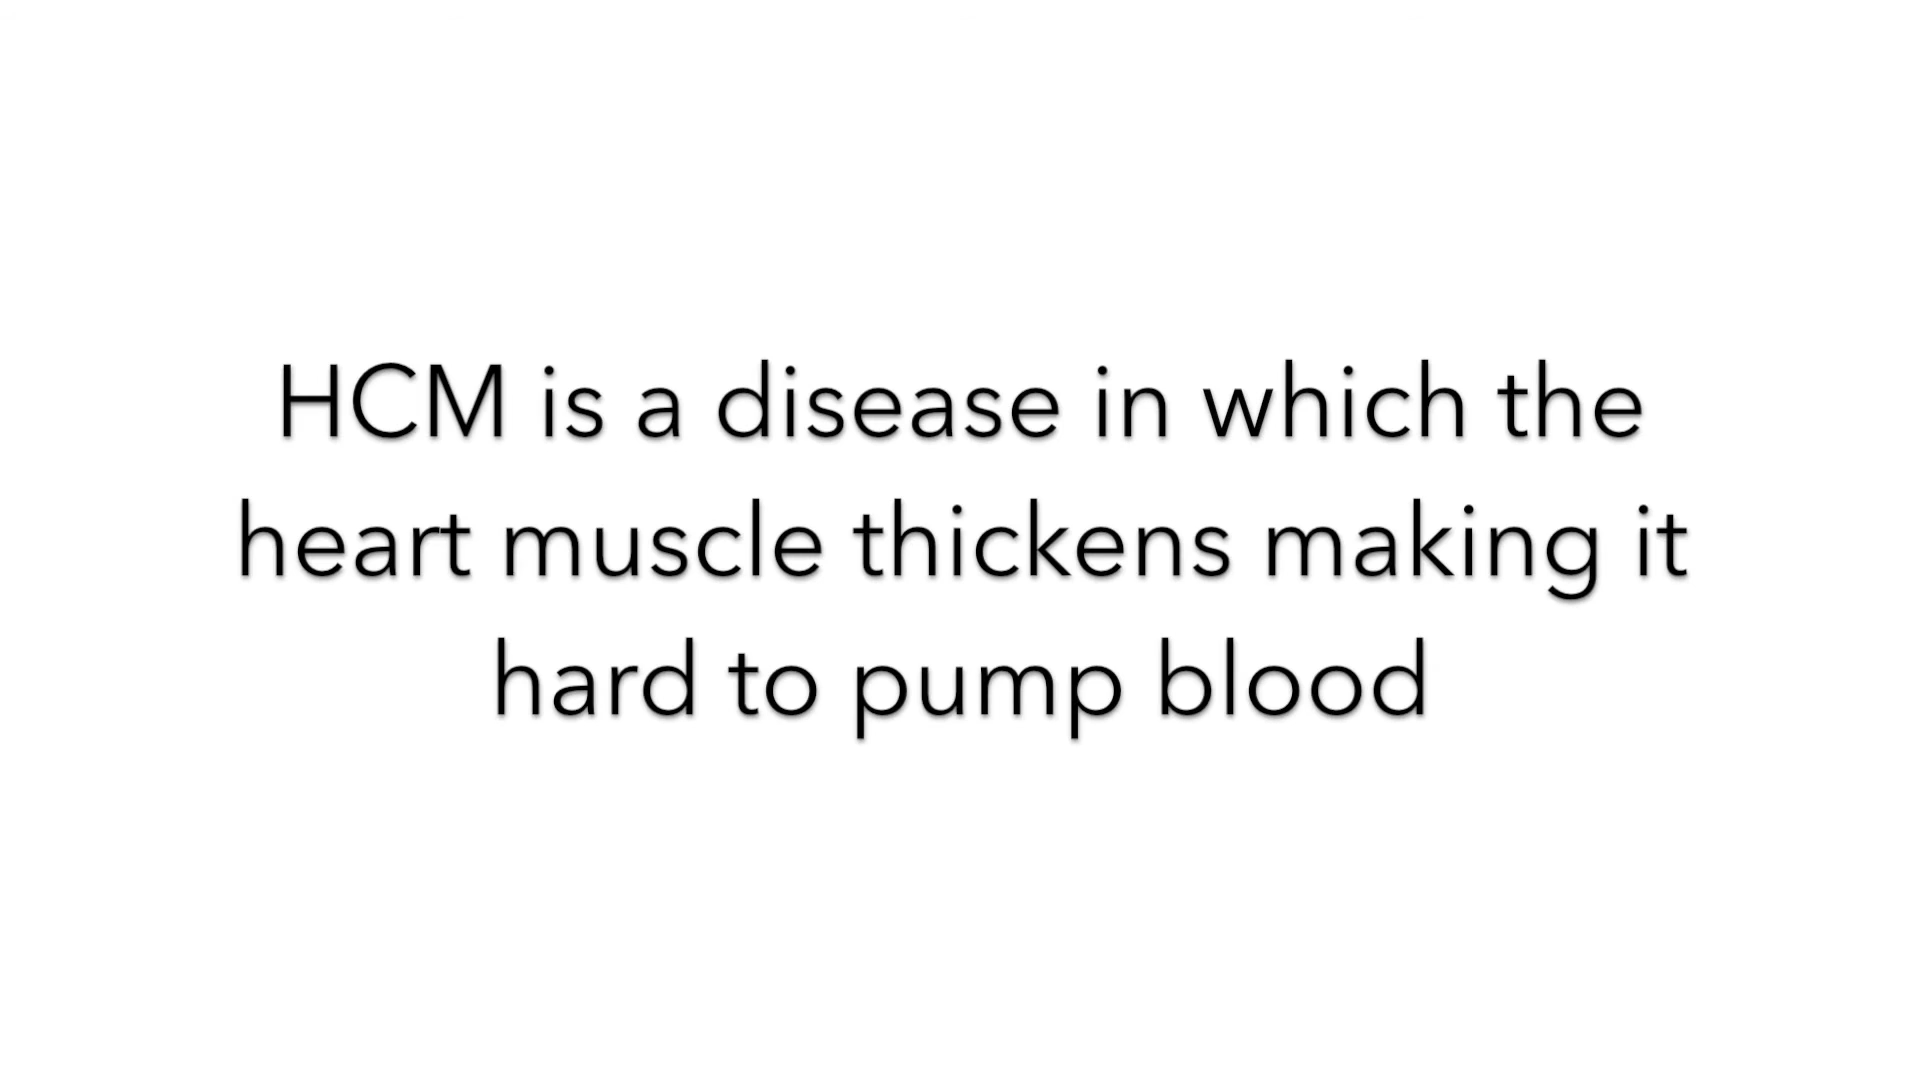 HCM is a disease in which the
heart muscle thickens making it
hard to pump blood